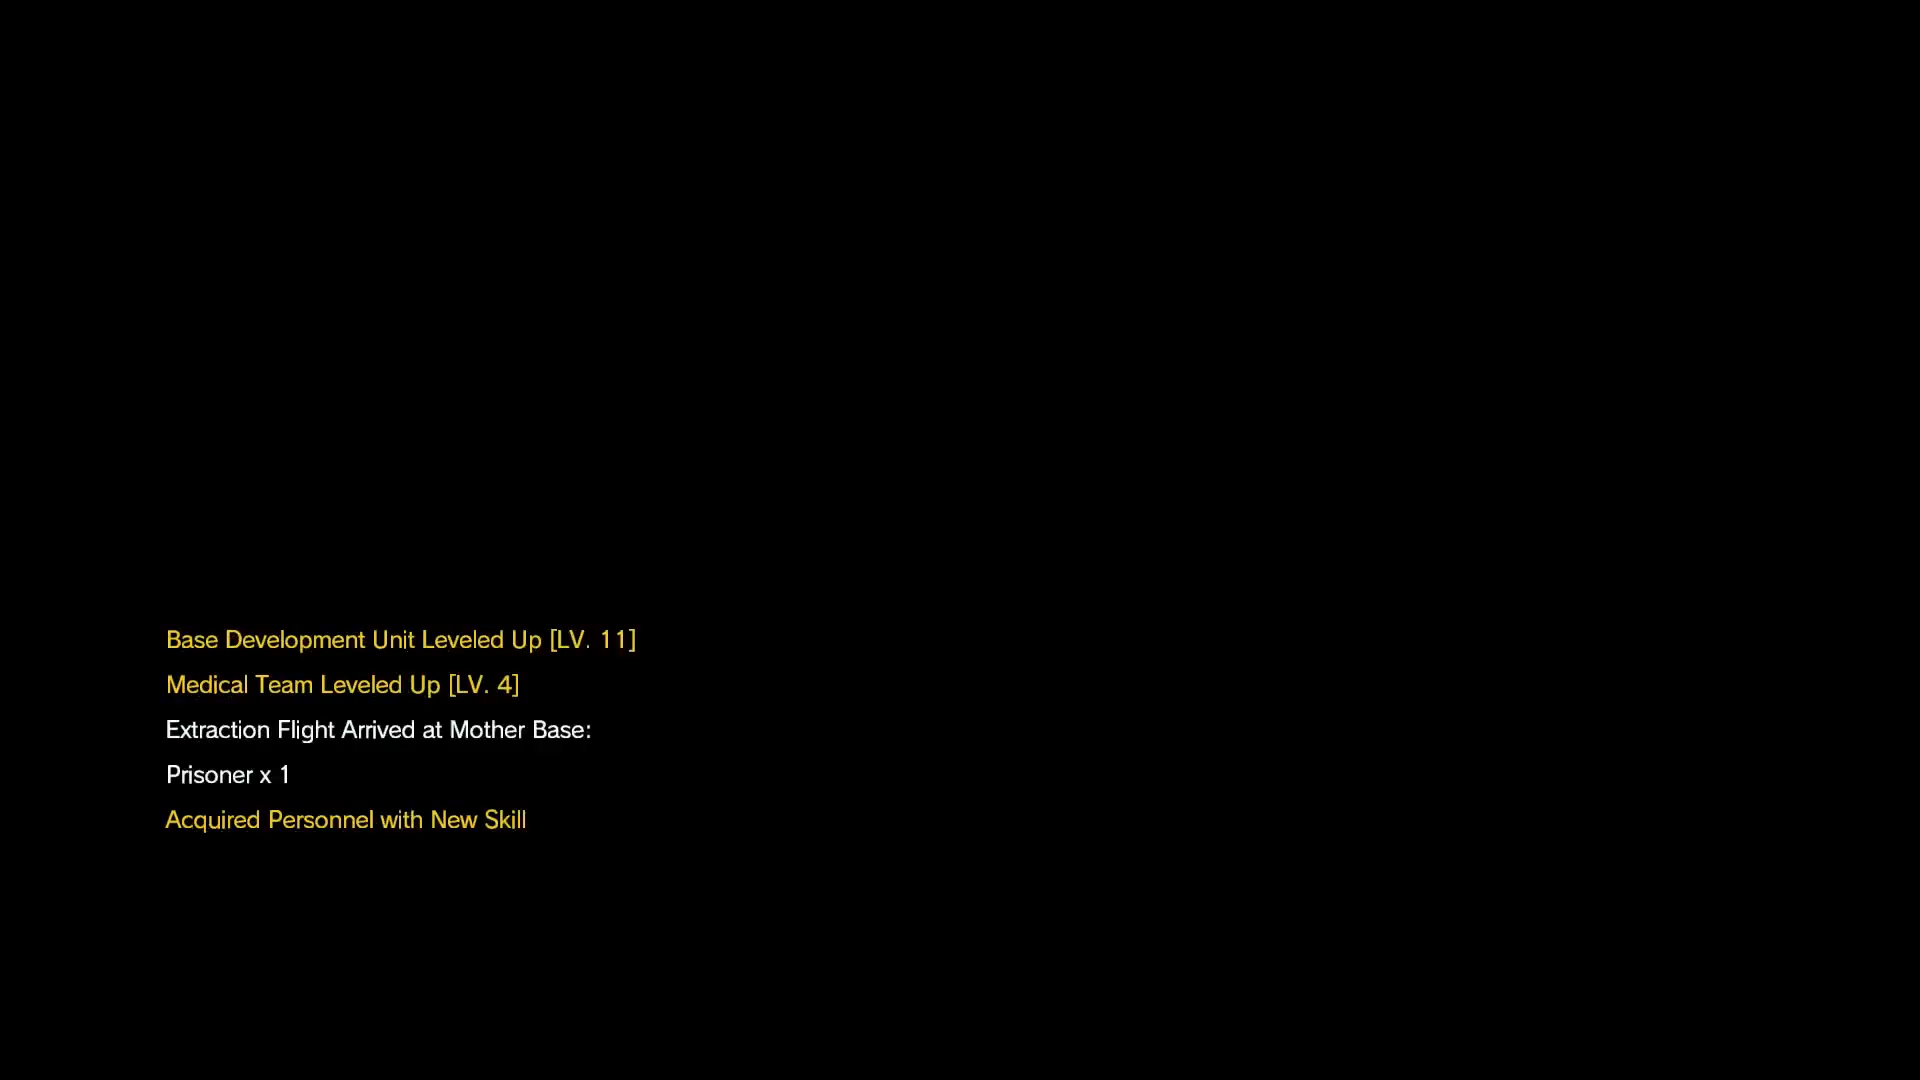 Base Development Unit Leveled Up [LV. 11]
Medical Team Leveled Up [LV. 4]
Extraction Flight Arrived at Mother Base:
Prisoner x 1
Acquired Personnel with New Skill